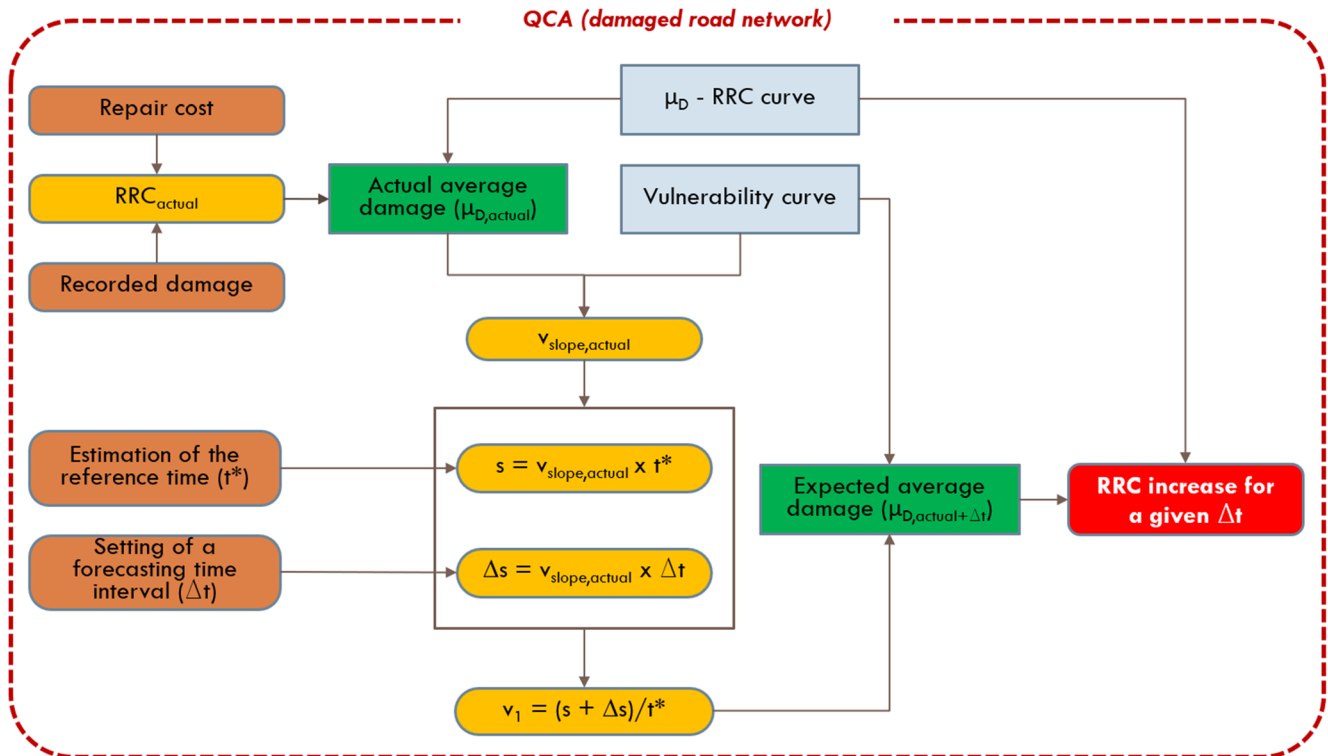 QCA (damaged road network)
Repair cost
μD - RRC curve
RRCactual
Actual average
damage (μD,actual)
Vulnerability curve
Recorded damage
vslope,actual
Estimation of the
reference time (t*)
s = vslope,actual x t*
Expected average
damage (μD,actual+Δt)
RRC increase for
a given Δt
Setting of a
forecasting time
interval (Δt)
Δs = vslope,actual x Δt
v1 = (s + Δs)/t*